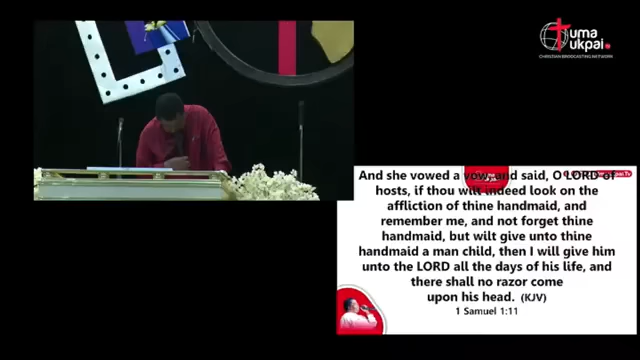 uma
ukpai
CHRISTIAN BROADCASTING NETWORK
And she vowed a vow, and said, O LORD of
hosts, if thou wilt indeed look on the
affliction of thine handmaid, and
remember me, and not forget thine
handmaid, but wilt give unto thine
handmaid a man child, then I will give him
unto the LORD all the days of his life, and
there shall no razor come
upon his head. (KJV)
1 Samuel 1:11